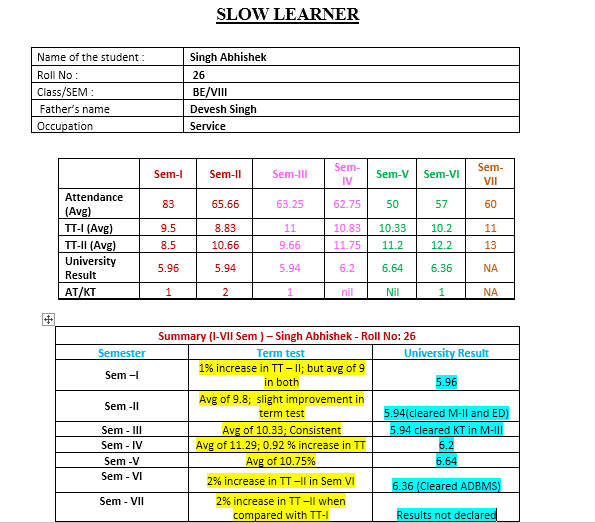 SLOW LEARNER
Name of the student : Singh Abhishek
Roll No : 26
Class/SEM : BE/VIII
Father's name Devesh Singh
Occupation Service
Sem-I Sem-II Sem-III Sem-IV Sem-V Sem-VI Sem-VII
Attendance (Avg) 83 65.66 63.25 62.75 50 57 60
TT-I (Avg) 9.5 8.83 11 10.83 10.33 10.2 11
TT-II (Avg) 8.5 10.66 9.66 11.75 11.2 12.2 13
University Result 5.96 5.94 5.94 6.2 6.64 6.36 NA
AT/KT 1 2 1 nil Nil 1 NA
Summary (I-VII Sem ) – Singh Abhishek - Roll No: 26
Semester Term test University Result
Sem –I 1% increase in TT – II; but avg of 9 in both 5.96
Sem -II Avg of 9.8; slight improvement in term test 5.94(cleared M-II and ED)
Sem - III Avg of 10.33; Consistent 5.94 cleared KT in M-III
Sem - IV Avg of 11.29; 0.92 % increase in TT 6.2
Sem -V Avg of 10.75% 6.64
Sem - VI 2% increase in TT –II in Sem VI 6.36 (Cleared ADBMS)
Sem - VII 2% increase in TT –II when compared with TT-I Results not declared